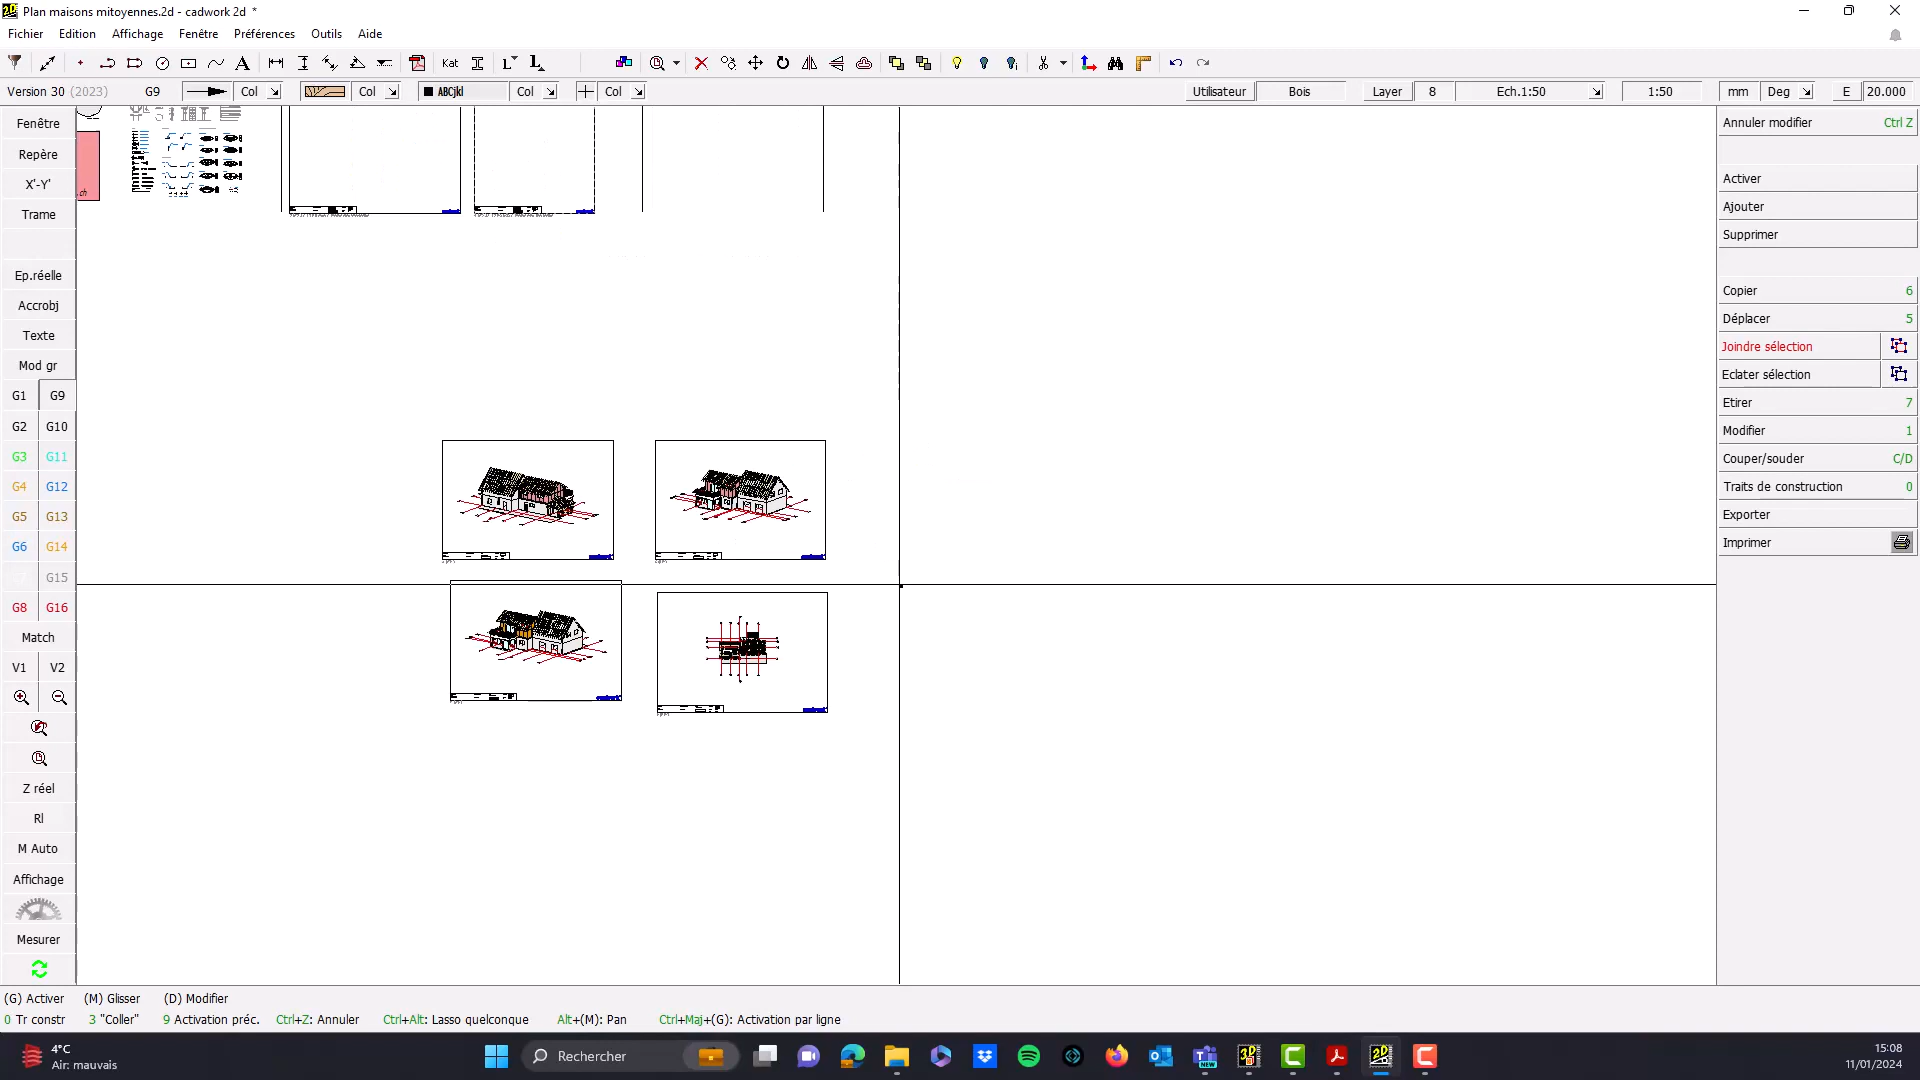 Plan maisons mitoyennes.2d - cadwork 2d *
Fichier Edition Affichage Fenêtre Préférences Outils Aide
Kat
Version 30 (2023) G9 Col Col ABCjkl Col Col Utilisateur Bois Layer 8 Ech.1:50 1:50 mm Deg E 20.000
Fenêtre
Repère
X'-Y'
Trame
Ep.réelle
Accrobj
Texte
Mod gr
G1 G9
G2 G10
G3 G11
G4 G12
G5 G13
G6 G14
G15
G8 G16
Match
V1 V2
Z réel
Rl
M Auto
Affichage
Mesurer
Annuler modifier Ctrl Z
Activer
Ajouter
Supprimer
Copier 6
Déplacer 5
Joindre sélection
Eclater sélection
Etirer 7
Modifier 1
Couper/souder C/D
Traits de construction 0
Exporter
Imprimer
(G) Activer (M) Glisser (D) Modifier
0 Tr constr 3 "Coller" 9 Activation préc. Ctrl+Z: Annuler Ctrl+Alt: Lasso quelconque Alt+(M): Pan Ctrl+Maj+(G): Activation par ligne
4°C
Air: mauvais
Rechercher
NEW
15:08
11/01/2024